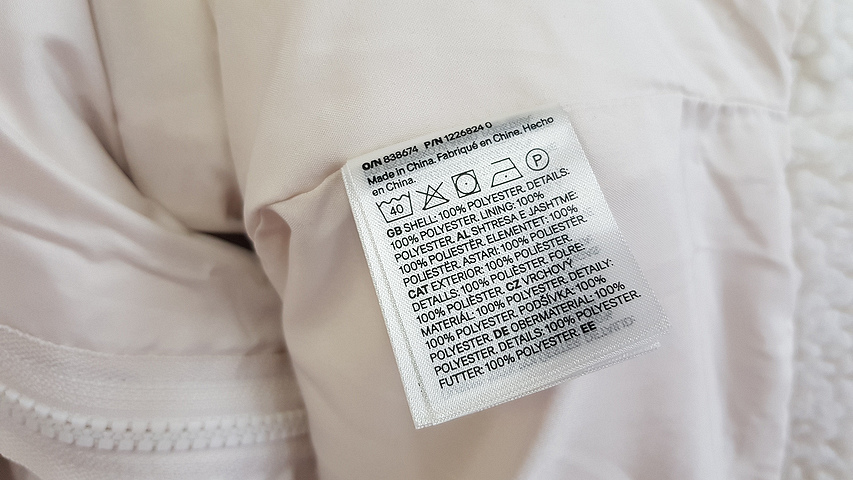 O/N 838674 P/N 1226824 0
Made in China. Fabriqué en Chine. Hecho
en China.
40 P
GB SHELL: 100% POLYESTER. DETAILS:
100% POLYESTER. LINING: 100%
POLYESTER. AL SHTRESA E JASHTME:
100% POLIESTËR. ELEMENTET: 100%
POLIESTËR. ASTARI: 100% POLIESTËR.
CAT EXTERIOR: 100% POLIÈSTER.
DETALLS: 100% POLIÈSTER. FOLRE:
100% POLIÈSTER. CZ VRCHOVÝ
MATERIÁL: 100% POLYESTER. DETAILY:
100% POLYESTER. PODŠÍVKA: 100%
POLYESTER. DE OBERMATERIAL: 100%
POLYESTER. DETAILS: 100% POLYESTER.
FUTTER: 100% POLYESTER. EE